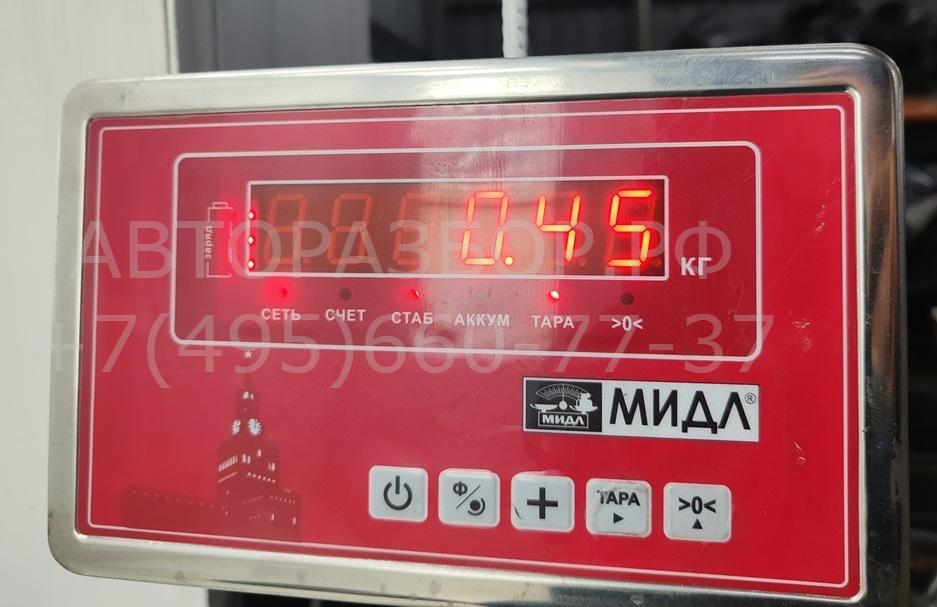 заряд
0.45
КГ
СЕТЬ СЧЕТ СТАБ АККУМ ТАРА >0<
АВТОРАЗБОР.РФ
+7(495)660-77-37
МИДЛ МИДЛ®
Ф ТАРА >0<